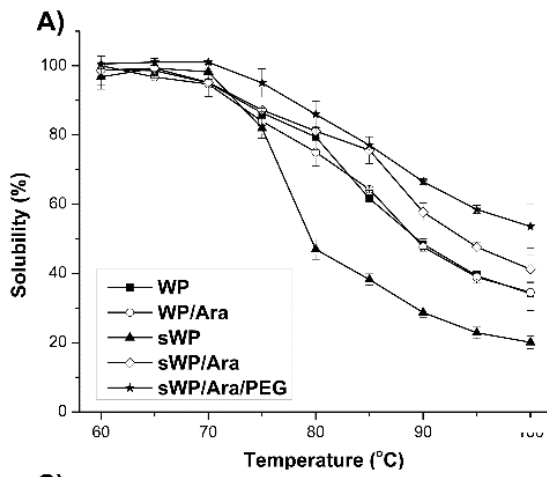 A)
Solubility (%)
100
80
60
40
20
0
WP
WP/Ara
sWP
sWP/Ara
sWP/Ara/PEG
60 70 80 90
Temperature (°C)